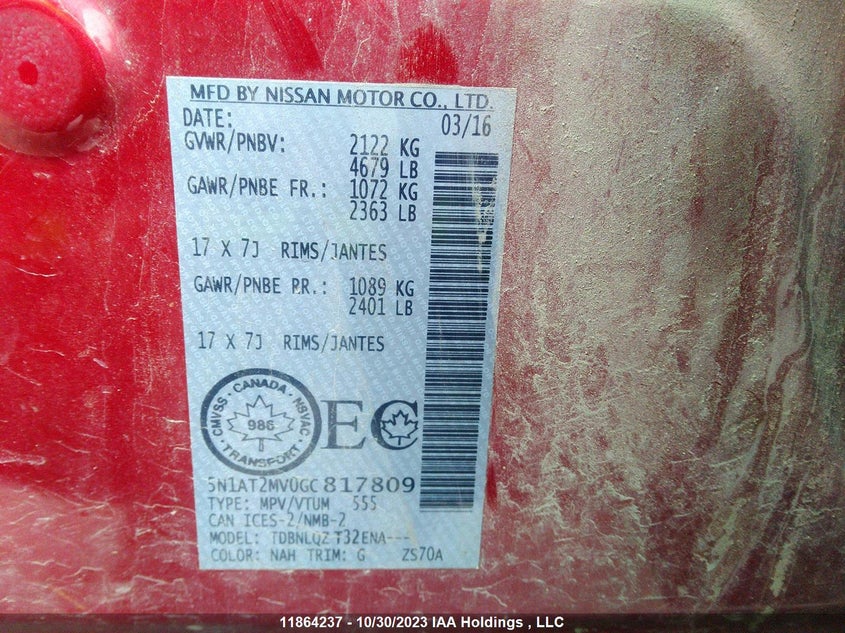 MFD BY NISSAN MOTOR CO., LTD.
DATE: 03/16
GVWR/PNBV: 2122 KG
4679 LB
GAWR/PNBE FR.: 1072 KG
2363 LB
17 X 7J RIMS/JANTES
GAWR/PNBE RR.: 1089 KG
2401 LB
17 X 7J RIMS/JANTES
CANADA
CMVSS 986 NSVAC
TRANSPORT
EC
5N1AT2MV0GC817809
TYPE: MPV/VTUM 555
CAN ICES-2/NMB-2
MODEL: TDBNLQZ T32ENA---
COLOR: NAH TRIM: G ZS70A
11864237 - 10/30/2023 IAA Holdings , LLC